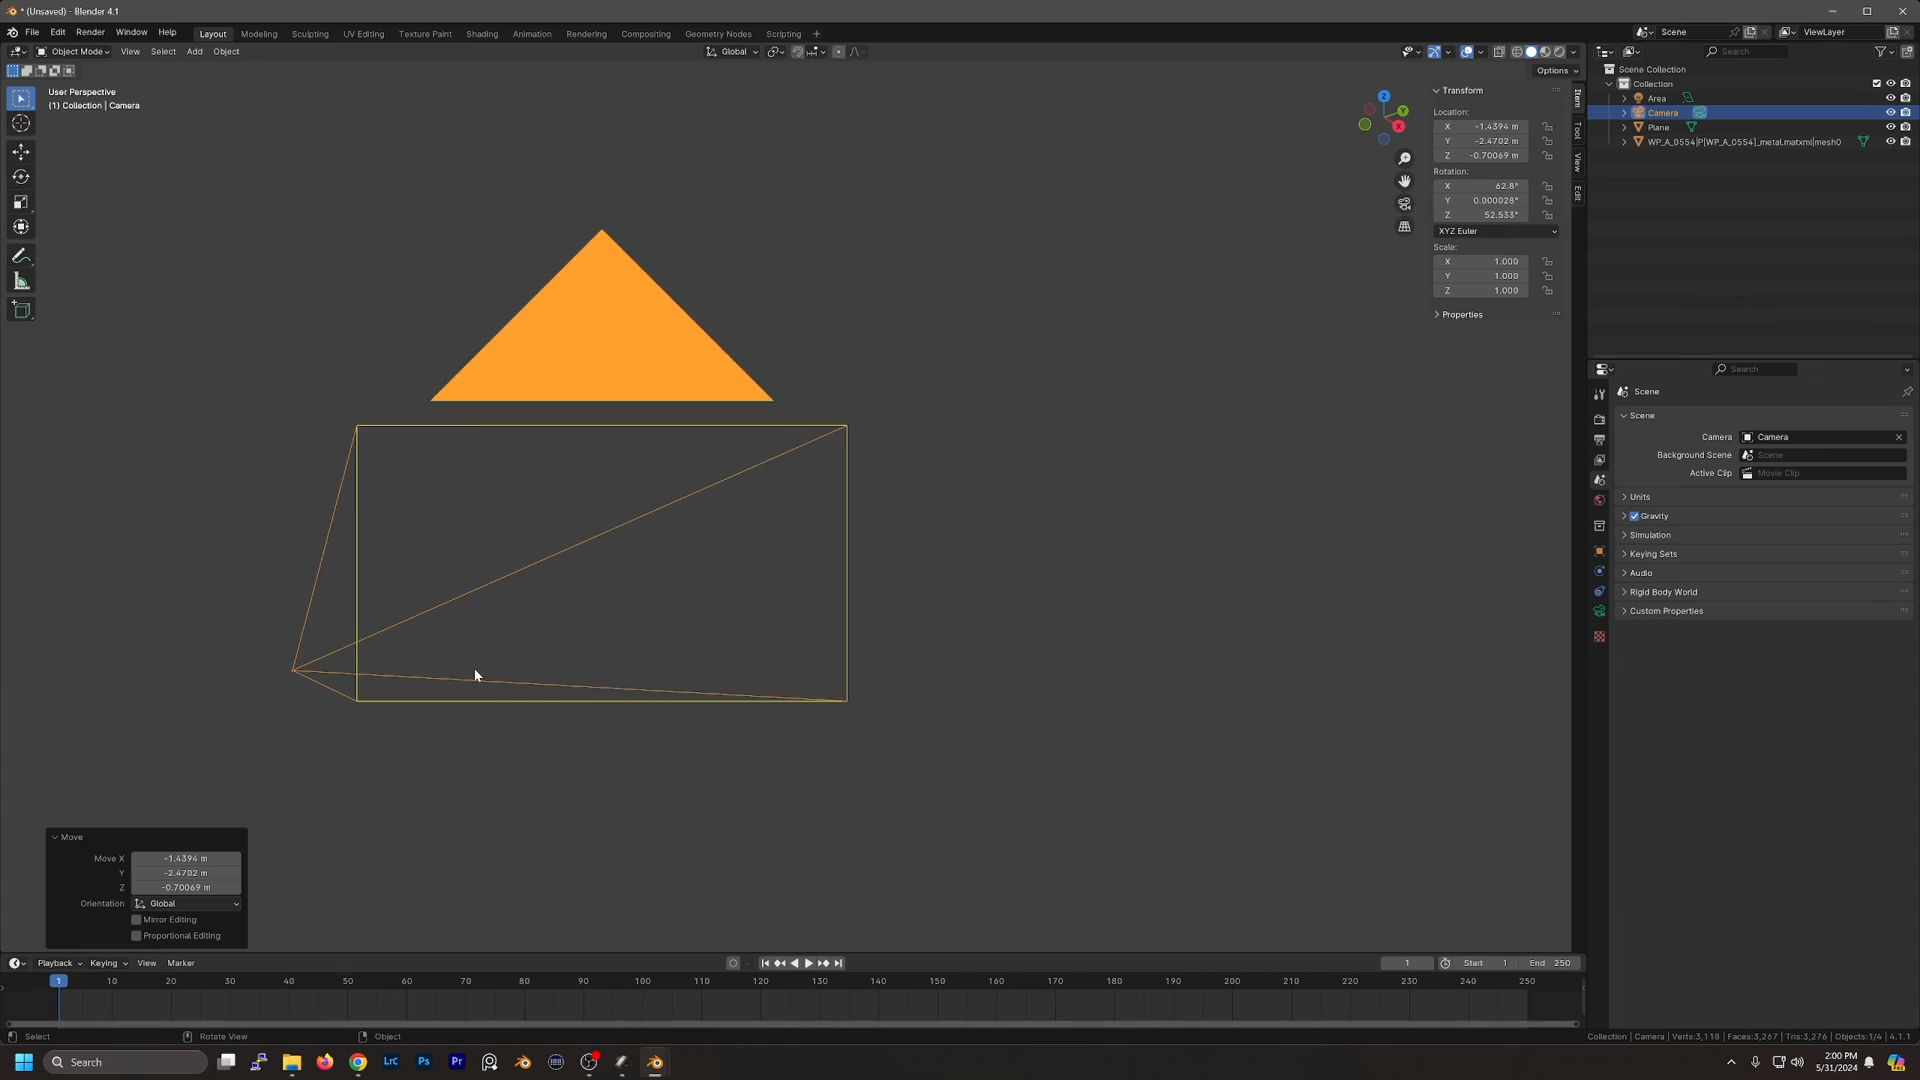 * (Unsaved) - Blender 4.1
File Edit Render Window Help
Layout Modeling Sculpting UV Editing Texture Paint Shading Animation Rendering Compositing Geometry Nodes Scripting +
Scene
ViewLayer
Object Mode View Select Add Object
Global
Search
Options
User Perspective
(1) Collection | Camera
Scene Collection
Collection
Area
Camera
Plane
WP_A_0554|P[WP_A_0554]_metal.matxml|mesh0
Z
Y
X
Transform
Location:
X -1.4394 m
Y -2.4702 m
Z -0.70069 m
Rotation:
X 62.8°
Y 0.000028°
Z 52.533°
XYZ Euler
Scale:
X 1.000
Y 1.000
Z 1.000
Properties
Item
Tool
View
Edit
Search
Scene
Scene
Camera Camera
Background Scene Scene
Active Clip Movie Clip
Units
Gravity
Simulation
Keying Sets
Audio
Rigid Body World
Custom Properties
Move
Move X -1.4394 m
Y -2.4702 m
Z -0.70069 m
Orientation Global
Mirror Editing
Proportional Editing
Playback Keying View Marker
1 Start 1 End 250
1 10 20 30 40 50 60 70 80 90 100 110 120 130 140 150 160 170 180 190 200 210 220 230 240 250
Select Rotate View Object
Collection | Camera | Verts:3,118 | Faces:3,267 | Tris:3,276 | Objects:1/4 | 4.1.1
Search
LrC
Ps
Pr
2:00 PM
5/31/2024